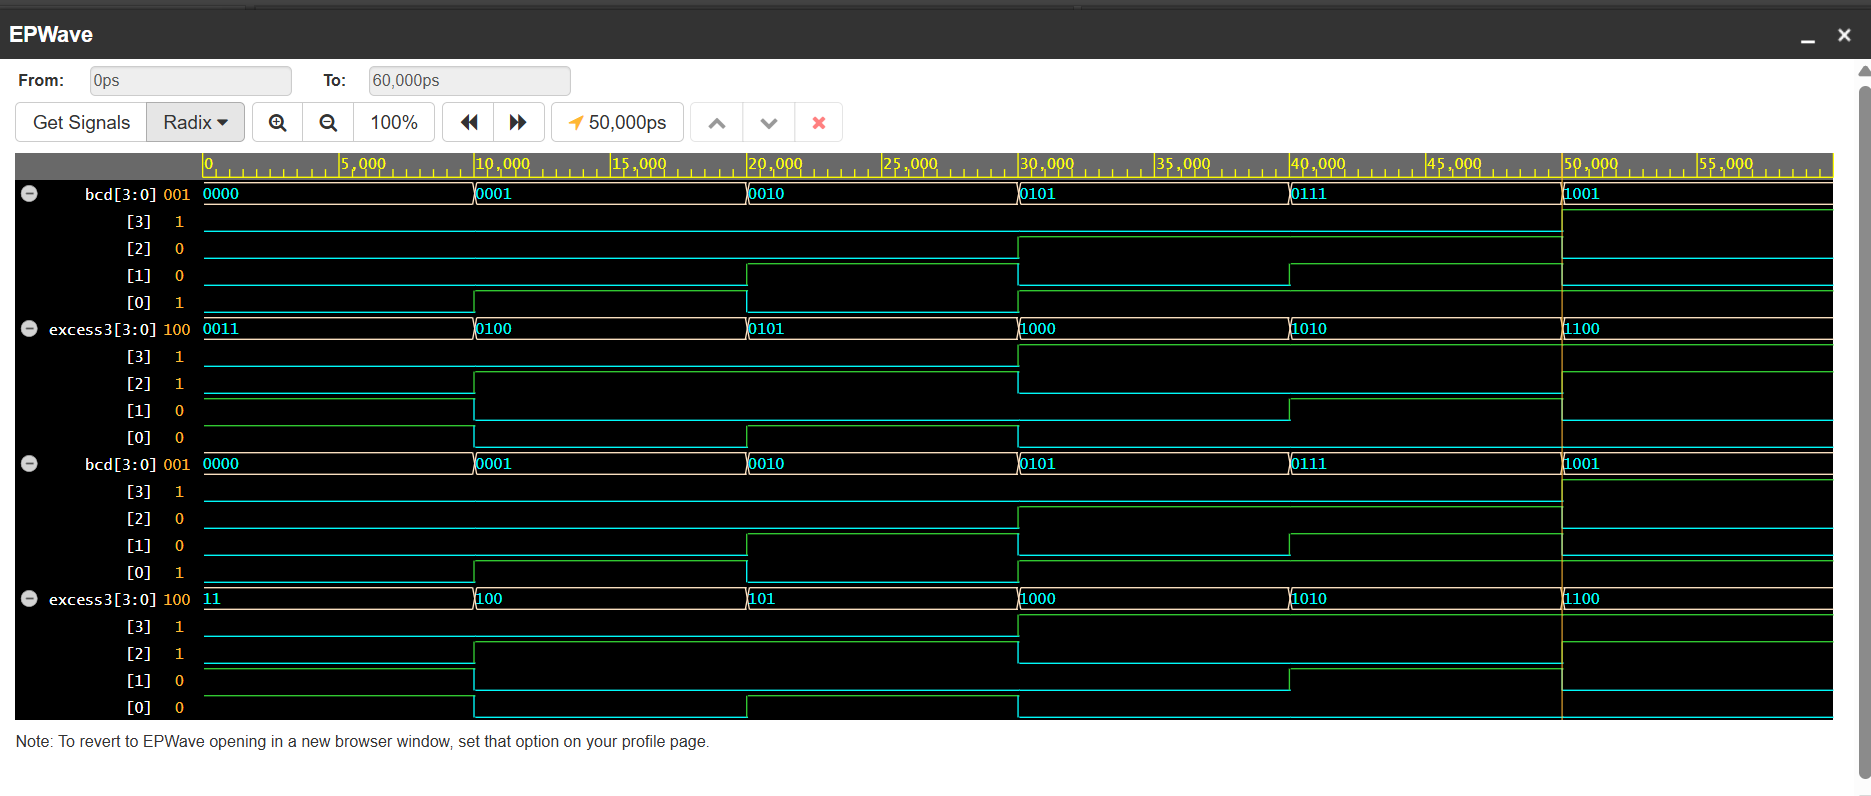 EPWave
From: 0ps To: 60,000ps
Get Signals Radix 100% 50,000ps
0 5,000 10,000 15,000 20,000 25,000 30,000 35,000 40,000 45,000 50,000 55,000
bcd[3:0] 001 0000 0001 0010 0101 0111 1001
[3] 1
[2] 0
[1] 0
[0] 1
excess3[3:0] 100 0011 0100 0101 1000 1010 1100
[3] 1
[2] 1
[1] 0
[0] 0
bcd[3:0] 001 0000 0001 0010 0101 0111 1001
[3] 1
[2] 0
[1] 0
[0] 1
excess3[3:0] 100 11 100 101 1000 1010 1100
[3] 1
[2] 1
[1] 0
[0] 0
Note: To revert to EPWave opening in a new browser window, set that option on your profile page.